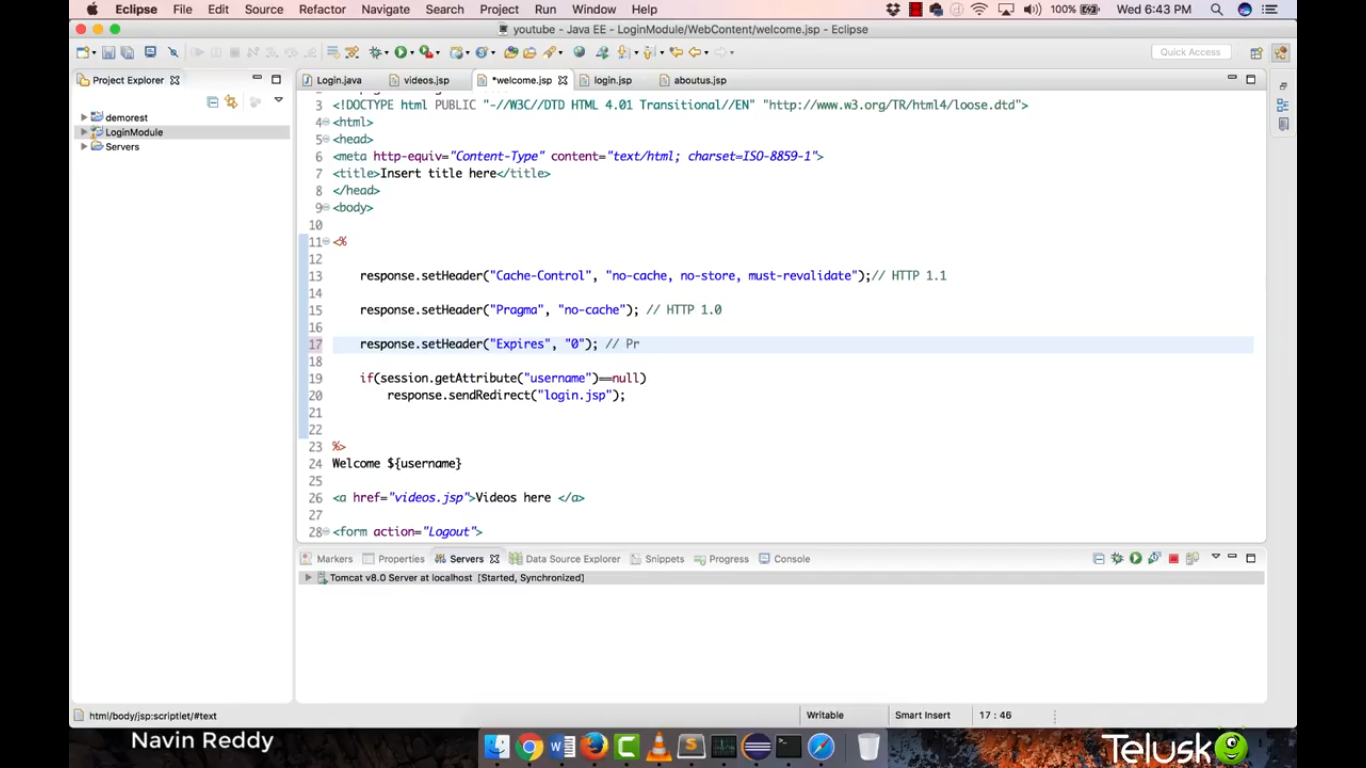 Eclipse File Edit Source Refactor Navigate Search Project Run Window Help 100% Wed 6:43 PM
youtube - Java EE - LoginModule/WebContent/welcome.jsp - Eclipse
Quick Access
Project Explorer
Login.java videos.jsp *welcome.jsp login.jsp aboutus.jsp
demorest
LoginModule
Servers
3 <!DOCTYPE html PUBLIC "-//W3C//DTD HTML 4.01 Transitional//EN" "http://www.w3.org/TR/html4/loose.dtd">
4 <html>
5 <head>
6 <meta http-equiv="Content-Type" content="text/html; charset=ISO-8859-1">
7 <title>Insert title here</title>
8 </head>
9 <body>
10
11 <%
12
13 response.setHeader("Cache-Control", "no-cache, no-store, must-revalidate");// HTTP 1.1
14
15 response.setHeader("Pragma", "no-cache"); // HTTP 1.0
16
17 response.setHeader("Expires", "0"); // Pr
18
19 if(session.getAttribute("username")==null)
20 response.sendRedirect("login.jsp");
21
22
23 %>
24 Welcome ${username}
25
26 <a href="videos.jsp">Videos here </a>
27
28 <form action="Logout">
Markers Properties Servers Data Source Explorer Snippets Progress Console
Tomcat v8.0 Server at localhost [Started, Synchronized]
html/body/jsp:scriptlet/#text Writable Smart Insert 17 : 46
Navin Reddy
Telusko